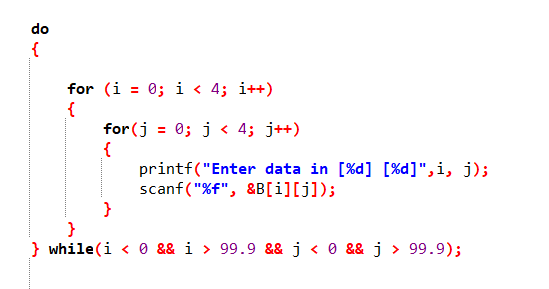 do
{
for (i = 0; i < 4; i++)
{
for(j = 0; j < 4; j++)
{
printf("Enter data in [%d] [%d]",i, j);
scanf("%f", &B[i][j]);
}
}
} while(i < 0 && i > 99.9 && j < 0 && j > 99.9);